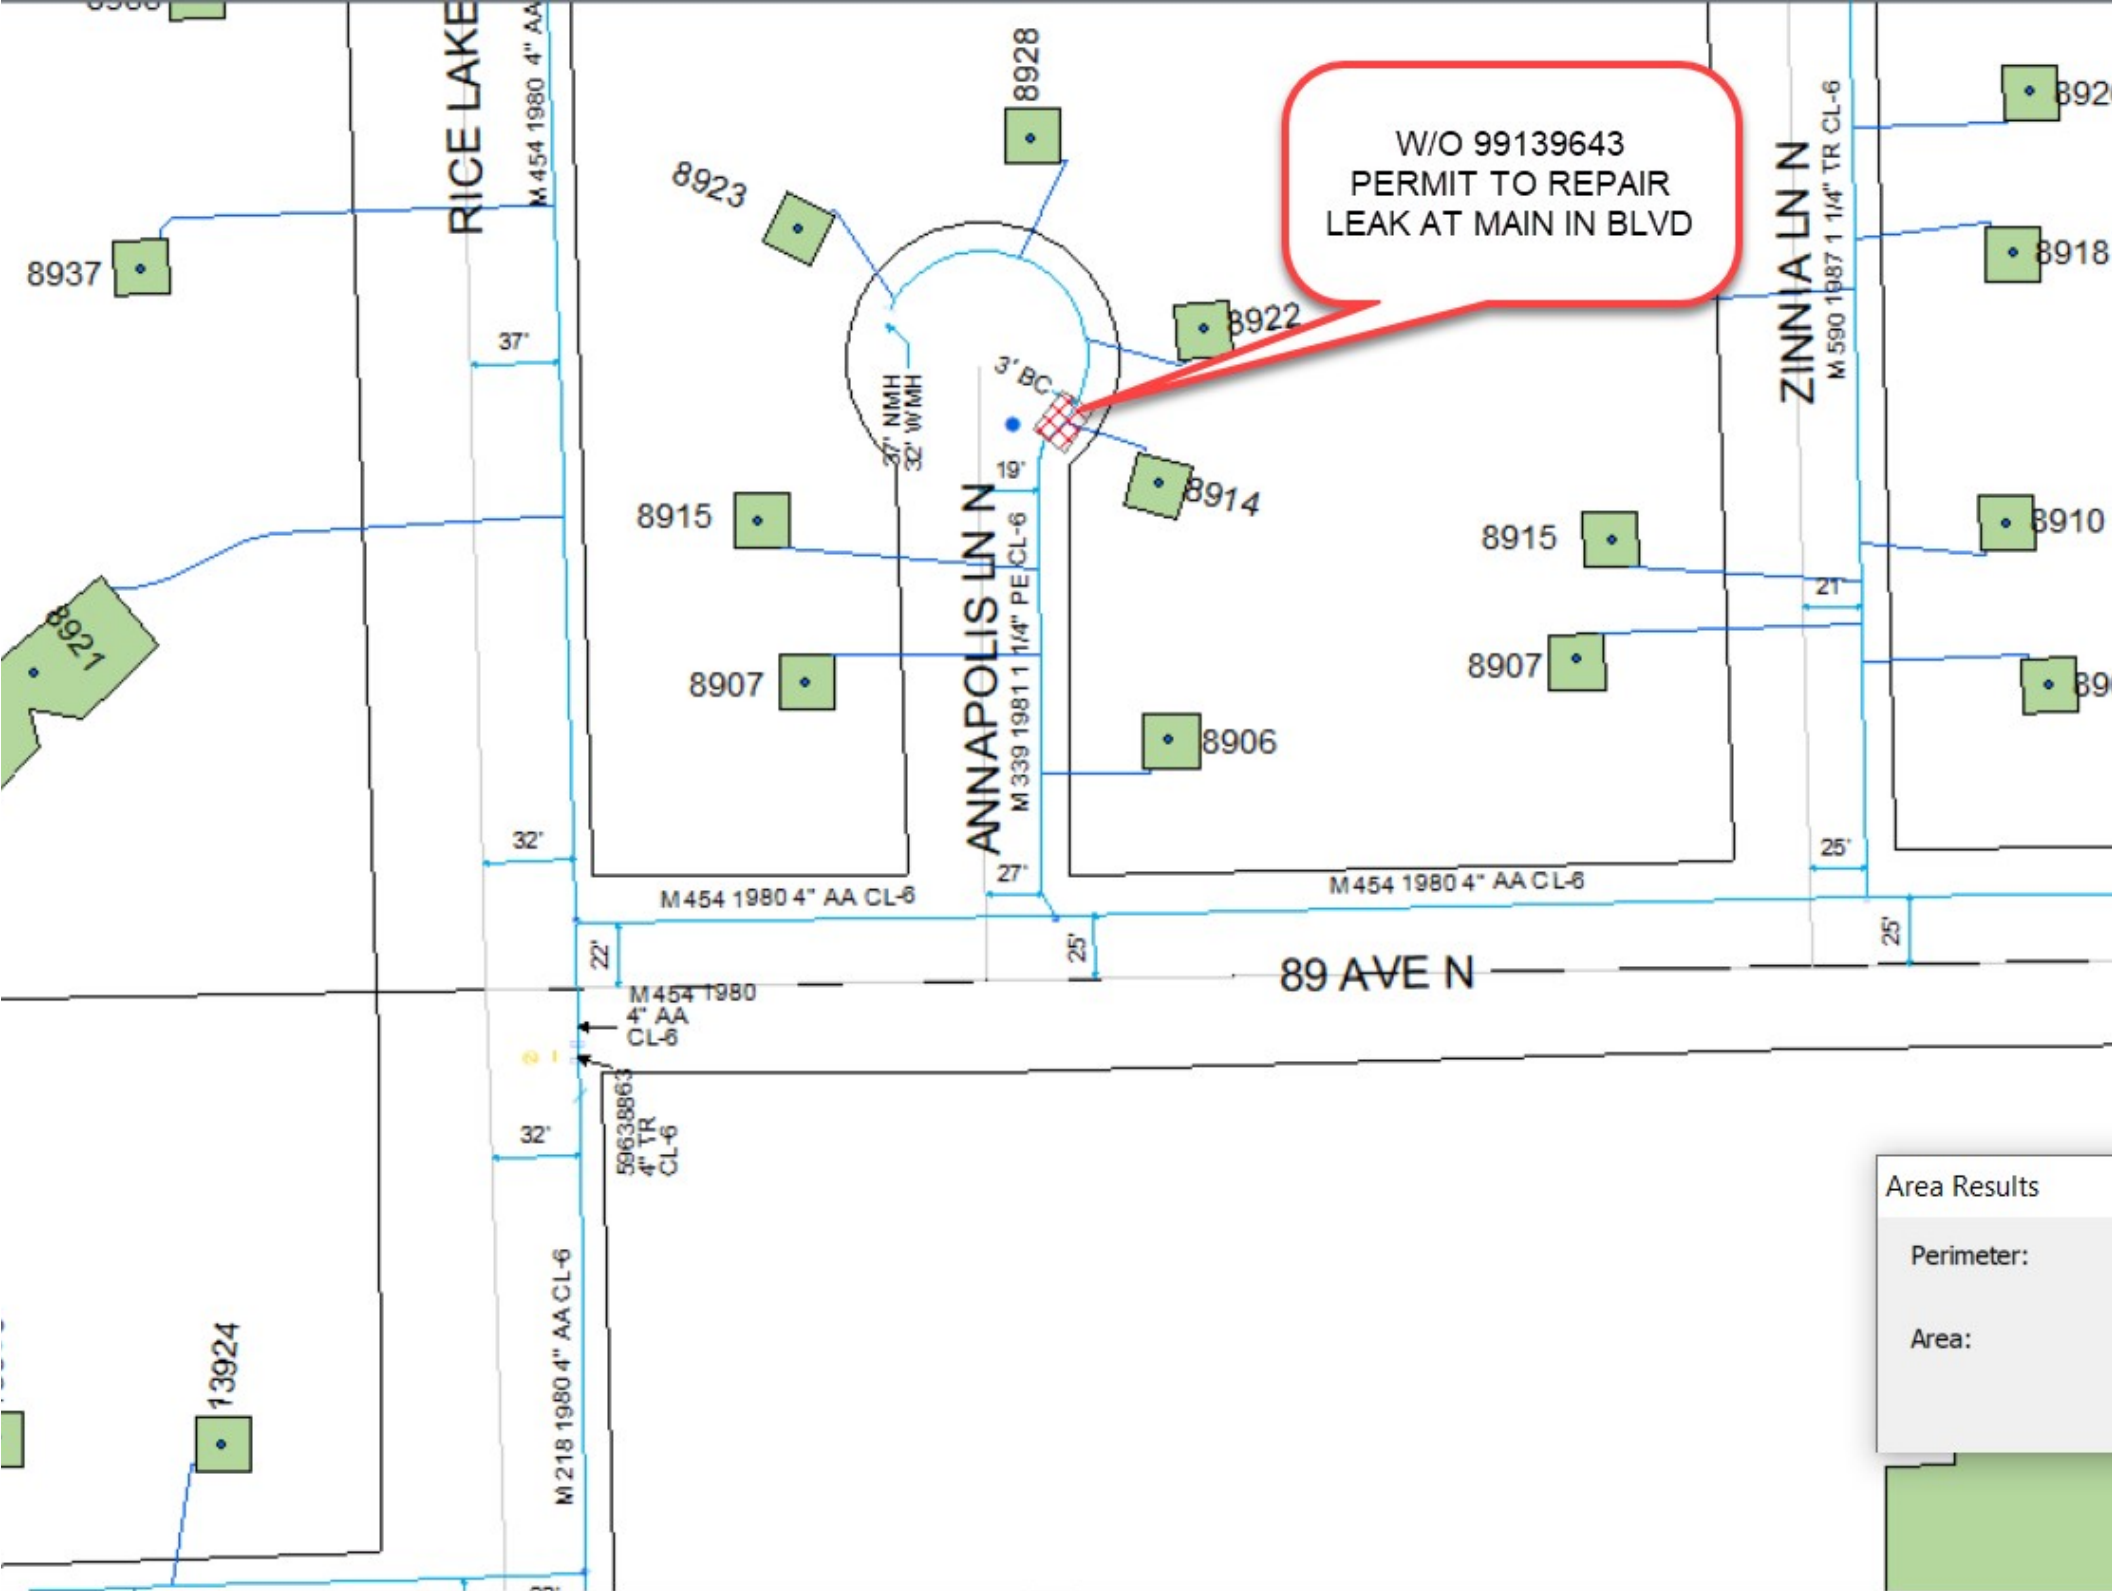 RICE LAKE
M 454 1980 4" AA
8928
8923
W/O 99139643
PERMIT TO REPAIR
LEAK AT MAIN IN BLVD
ZINNIA LN N
M 590 1987 1 1/4" TR CL-6
892
8918
8937
37'
8922
3' BC
37' NMH
32' WMH
19'
8914
8915
ANNAPOLIS LN N
M 339 1981 1 1/4" PE CL-6
8915
8910
21'
8921
8907
8907
89
8906
32'
27'
25'
M 454 1980 4" AA CL-6
M 454 1980 4" AA CL-6
22'
25'
25'
89 AVE N
M 454 1980
4" AA
CL-6
59638863
4" TR
CL-6
32'
Area Results
Perimeter:
Area:
M 218 1980 4" AA CL-6
13924